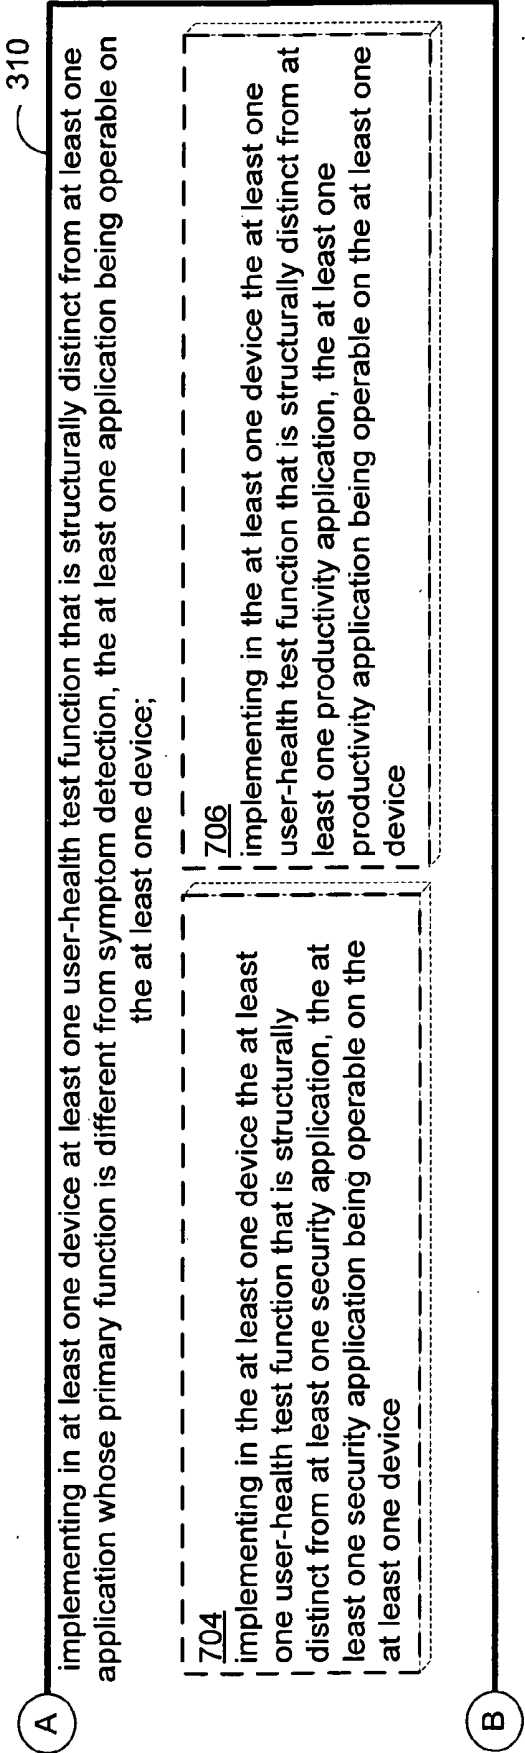 310
A
implementing in at least one device at least one user-health test function that is structurally distinct from at least one
application whose primary function is different from symptom detection, the at least one application being operable on
the at least one device;
704
implementing in the at least one device the at least
one user-health test function that is structurally
distinct from at least one security application, the at
least one security application being operable on the
at least one device
706
implementing in the at least one device the at least one
user-health test function that is structurally distinct from at
least one productivity application, the at least one
productivity application being operable on the at least one
device
B